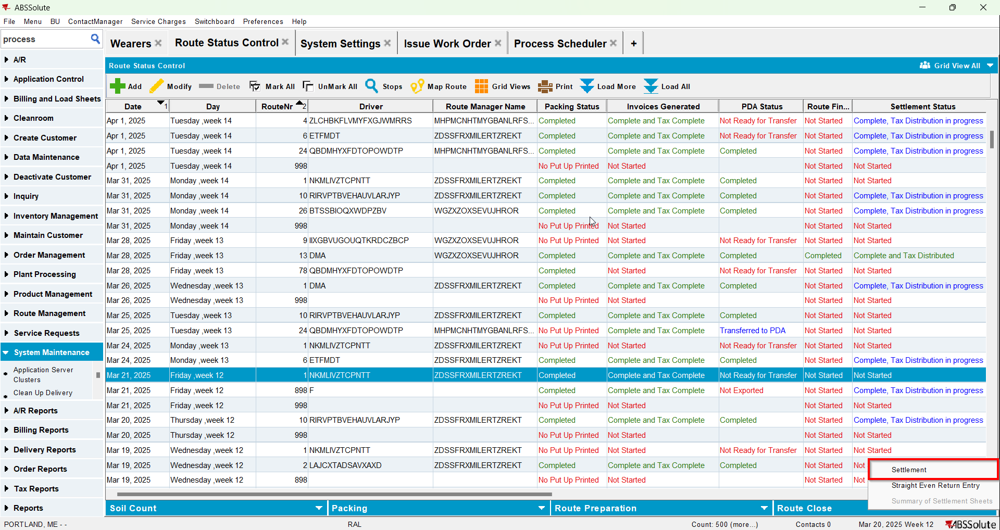 ABSSolute
File Menu BU ContactManager Service Charges Switchboard Preferences Help
process
Wearers Route Status Control System Settings Issue Work Order Process Scheduler +
Route Status Control Grid View All
Add Modify Delete Mark All UnMark All Stops Map Route Grid Views Print Load More Load All
A/R
Application Control
Billing and Load Sheets
Cleanroom
Create Customer
Data Maintenance
Deactivate Customer
Inquiry
Inventory Management
Maintain Customer
Order Management
Plant Processing
Product Management
Route Management
Service Requests
System Maintenance
Application Server
Clusters
Clean Up Delivery
A/R Reports
Billing Reports
Delivery Reports
Order Reports
Tax Reports
Reports
Date 1 Day RouteNr 2 Driver Route Manager Name Packing Status Invoices Generated PDA Status Route Fin... Settlement Status
Apr 1, 2025 Tuesday ,week 14 4 ZLCHBKFLVMYFXGJWMRRS MHPMCNHTMYGBANLRFS... Completed Complete and Tax Complete Not Ready for Transfer Not Started Complete, Tax Distribution in progress
Apr 1, 2025 Tuesday ,week 14 6 ETFMDT ZDSSFRXMILERTZREKT Completed Complete and Tax Complete Not Ready for Transfer Not Started Complete, Tax Distribution in progress
Apr 1, 2025 Tuesday ,week 14 24 QBDMHYXFDTOPOWDTP MHPMCNHTMYGBANLRFS... Completed Complete and Tax Complete Completed Not Started Complete, Tax Distribution in progress
Apr 1, 2025 Tuesday ,week 14 998 No Put Up Printed Not Started Not Started Not Started
Mar 31, 2025 Monday ,week 14 1 NKMLIVZTCPNTT ZDSSFRXMILERTZREKT Completed Complete and Tax Complete Completed Not Started Not Started
Mar 31, 2025 Monday ,week 14 10 RIRVPTBVEHAUVLARJYP ZDSSFRXMILERTZREKT Completed Complete and Tax Complete Completed Not Started Complete, Tax Distribution in progress
Mar 31, 2025 Monday ,week 14 26 BTSSBIOQXWDPZBV WGZXZOXSEVUJHROR Completed Complete and Tax Complete Completed Not Started Complete, Tax Distribution in progress
Mar 31, 2025 Monday ,week 14 998 No Put Up Printed Not Started Not Started Not Started
Mar 28, 2025 Friday ,week 13 9 IIXGBVUGOUQTKRDCZBCP WGZXZOXSEVUJHROR No Put Up Printed Not Started Not Ready for Transfer Not Started Not Started
Mar 28, 2025 Friday ,week 13 13 DMA WGZXZOXSEVUJHROR Completed Complete and Tax Complete Completed Completed Complete and Tax Distributed
Mar 28, 2025 Friday ,week 13 78 QBDMHYXFDTOPOWDTP Completed Not Started Not Ready for Transfer Not Started Not Started
Mar 26, 2025 Wednesday ,week 13 1 DMA ZDSSFRXMILERTZREKT Completed Complete and Tax Complete Completed Not Started Complete, Tax Distribution in progress
Mar 26, 2025 Wednesday ,week 13 998 No Put Up Printed Not Started Not Started Not Started
Mar 25, 2025 Tuesday ,week 13 10 RIRVPTBVEHAUVLARJYP ZDSSFRXMILERTZREKT Completed Complete and Tax Complete Completed Not Started Not Started
Mar 25, 2025 Tuesday ,week 13 24 QBDMHYXFDTOPOWDTP MHPMCNHTMYGBANLRFS... No Put Up Printed Complete and Tax Complete Transferred to PDA Not Started Not Started
Mar 24, 2025 Monday ,week 13 1 NKMLIVZTCPNTT ZDSSFRXMILERTZREKT No Put Up Printed Not Started Not Ready for Transfer Not Started Not Started
Mar 24, 2025 Monday ,week 13 6 ETFMDT ZDSSFRXMILERTZREKT Completed Complete and Tax Complete Completed Not Started Complete, Tax Distribution in progress
Mar 21, 2025 Friday ,week 12 1 NKMLIVZTCPNTT ZDSSFRXMILERTZREKT Completed Complete and Tax Complete Not Ready for Transfer Not Started Not Started
Mar 21, 2025 Friday ,week 12 898 F Completed Complete and Tax Complete Not Exported Not Started Complete, Tax Distribution in progress
Mar 21, 2025 Friday ,week 12 998 No Put Up Printed Not Started Not Started Not Started
Mar 20, 2025 Thursday ,week 12 10 RIRVPTBVEHAUVLARJYP ZDSSFRXMILERTZREKT Completed Complete and Tax Complete Completed Not Started Complete, Tax Distribution in progress
Mar 20, 2025 Thursday ,week 12 998 No Put Up Printed Not Started Not Started Not Started
Mar 19, 2025 Wednesday ,week 12 1 NKMLIVZTCPNTT ZDSSFRXMILERTZREKT No Put Up Printed Not Started Not Ready for Transfer Not Started Not Started
Mar 19, 2025 Wednesday ,week 12 2 LAJCXTADSAVXAXD ZDSSFRXMILERTZREKT Completed Complete and Tax Complete Completed Not Started Not
Mar 19, 2025 Wednesday ,week 12 898 No Put Up Printed Not Started Not Started Not
Settlement
Straight Even Return Entry
Summary of Settlement Sheets
Soil Count Packing Route Preparation Route Close
PORTLAND, ME - - RAL Count: 500 (more...) Contacts 0 Mar 20, 2025 Week 12 ABSSolute